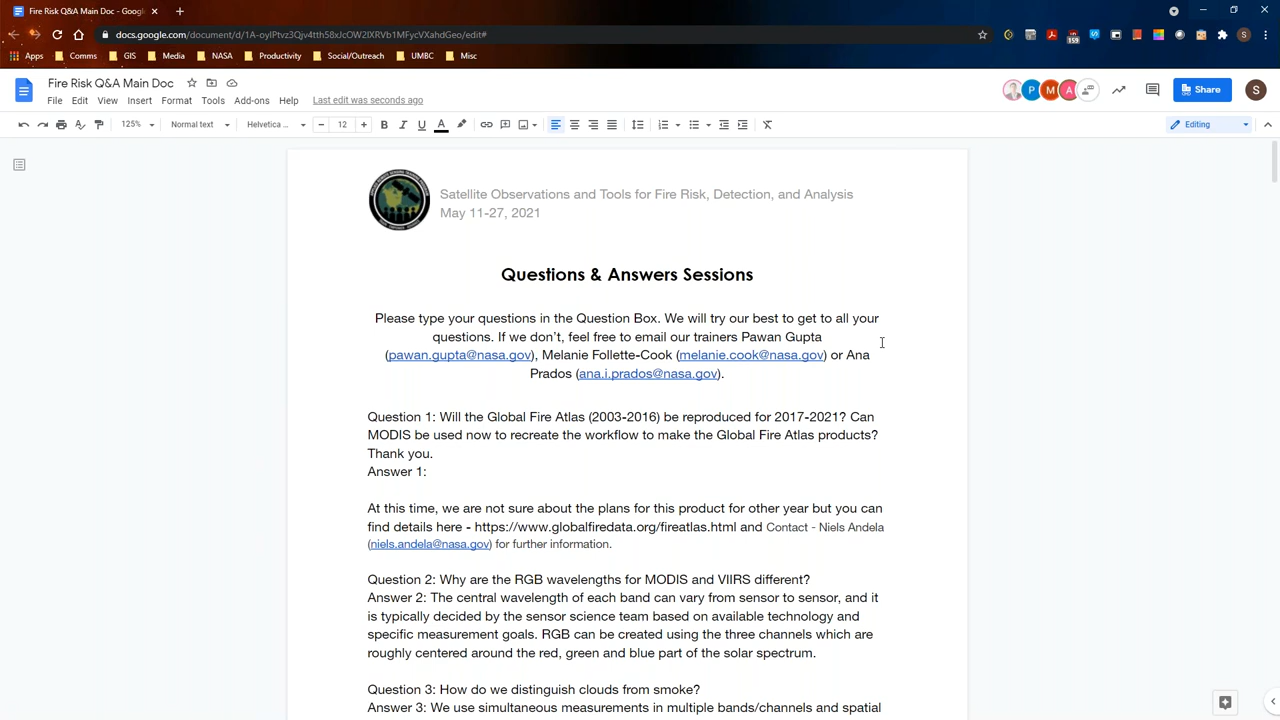 Fire Risk Q&A Main Doc - Google
docs.google.com/document/d/1A-oyIPtvz3Qjv4tth58xJcOW2IXRVb1MFycVXahdGeo/edit#
Apps Comms GIS Media NASA Productivity Social/Outreach UMBC Misc
Fire Risk Q&A Main Doc
P M A Share S
File Edit View Insert Format Tools Add-ons Help Last edit was seconds ago
125% Normal text Helvetica ... 12 B I U A Editing
Satellite Observations and Tools for Fire Risk, Detection, and Analysis
May 11-27, 2021
Questions & Answers Sessions
Please type your questions in the Question Box. We will try our best to get to all your
questions. If we don't, feel free to email our trainers Pawan Gupta
(pawan.gupta@nasa.gov), Melanie Follette-Cook (melanie.cook@nasa.gov) or Ana
Prados (ana.i.prados@nasa.gov).
Question 1: Will the Global Fire Atlas (2003-2016) be reproduced for 2017-2021? Can
MODIS be used now to recreate the workflow to make the Global Fire Atlas products?
Thank you.
Answer 1:
At this time, we are not sure about the plans for this product for other year but you can
find details here - https://www.globalfiredata.org/fireatlas.html and Contact - Niels Andela
(niels.andela@nasa.gov) for further information.
Question 2: Why are the RGB wavelengths for MODIS and VIIRS different?
Answer 2: The central wavelength of each band can vary from sensor to sensor, and it
is typically decided by the sensor science team based on available technology and
specific measurement goals. RGB can be created using the three channels which are
roughly centered around the red, green and blue part of the solar spectrum.
Question 3: How do we distinguish clouds from smoke?
Answer 3: We use simultaneous measurements in multiple bands/channels and spatial